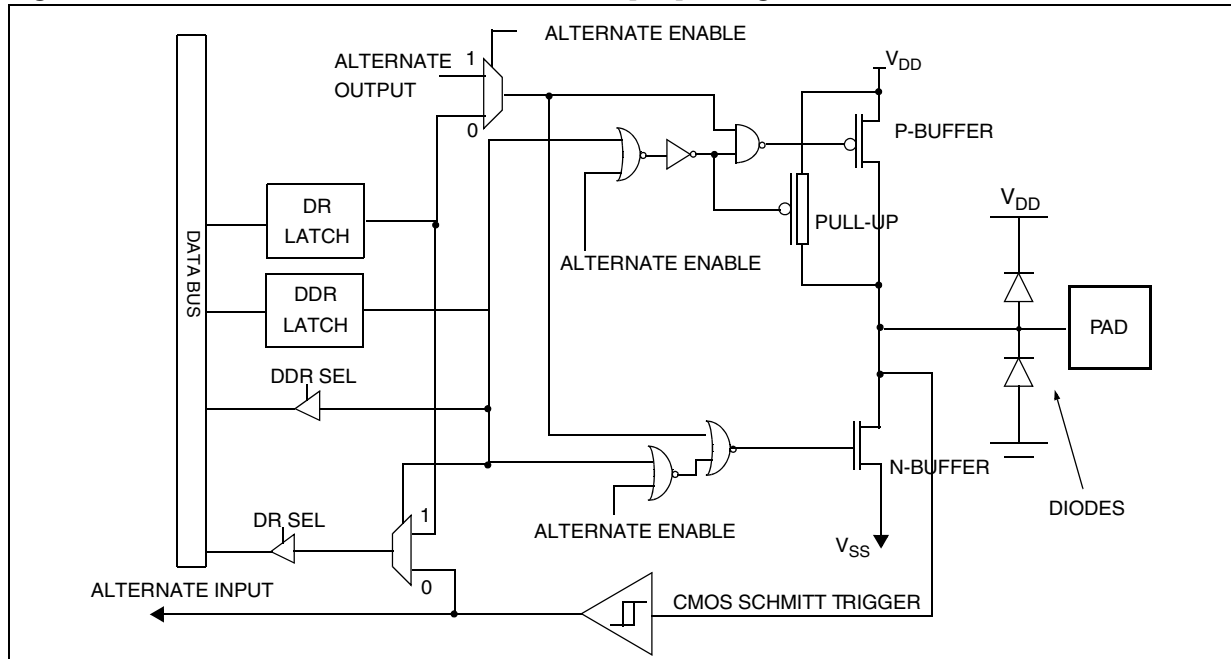 ALTERNATE ENABLE
ALTERNATE
OUTPUT
1
0
VDD
P-BUFFER
DR
LATCH
PULL-UP
VDD
DATA BUS
ALTERNATE ENABLE
DDR
LATCH
PAD
DDR SEL
N-BUFFER
DIODES
DR SEL
1
ALTERNATE ENABLE
VSS
0
ALTERNATE INPUT
CMOS SCHMITT TRIGGER